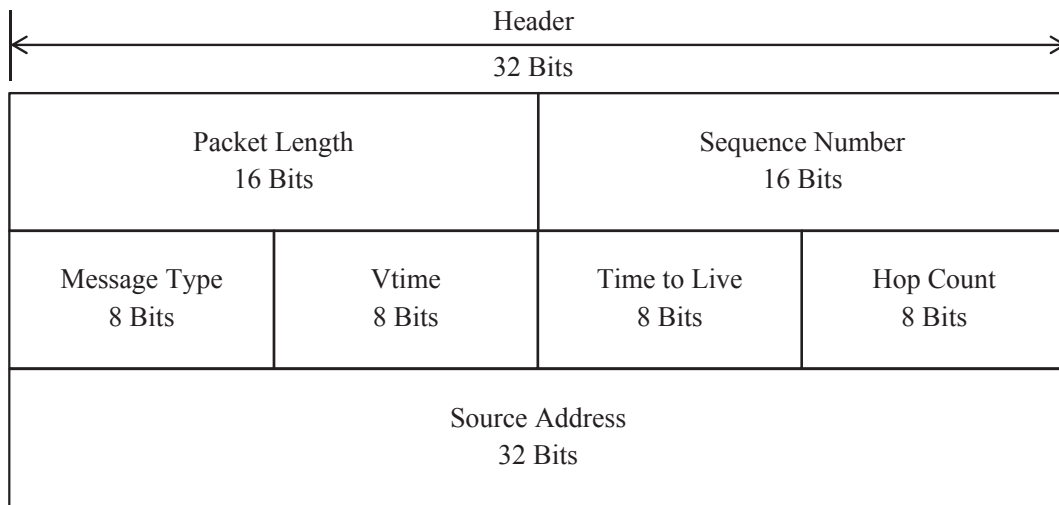 Header
32 Bits
Packet Length
16 Bits
Sequence Number
16 Bits
Message Type
8 Bits
Vtime
8 Bits
Time to Live
8 Bits
Hop Count
8 Bits
Source Address
32 Bits